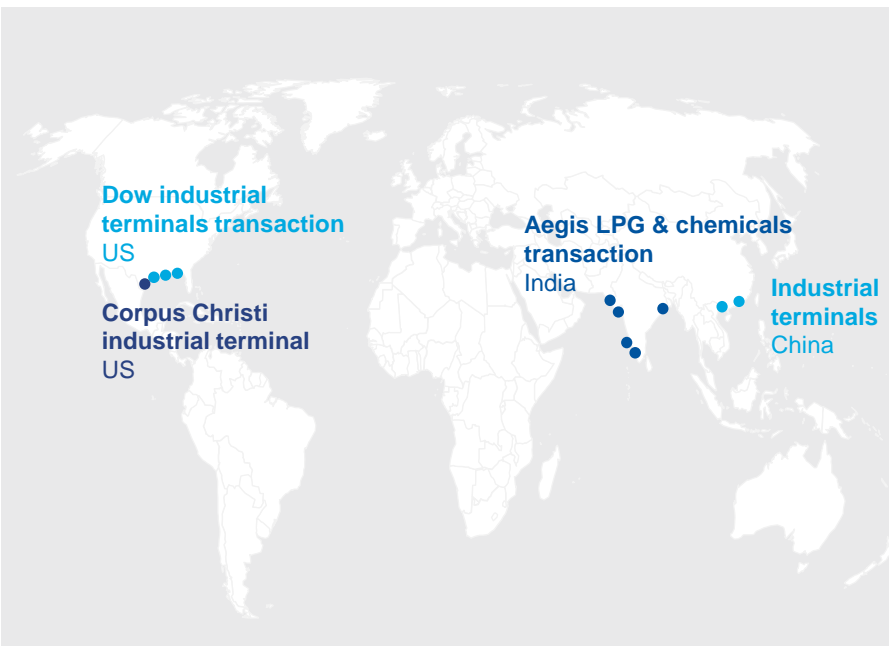 Dow industrial
terminals transaction
US
Corpus Christi
industrial terminal
US
Aegis LPG & chemicals
transaction
India
Industrial
terminals
China